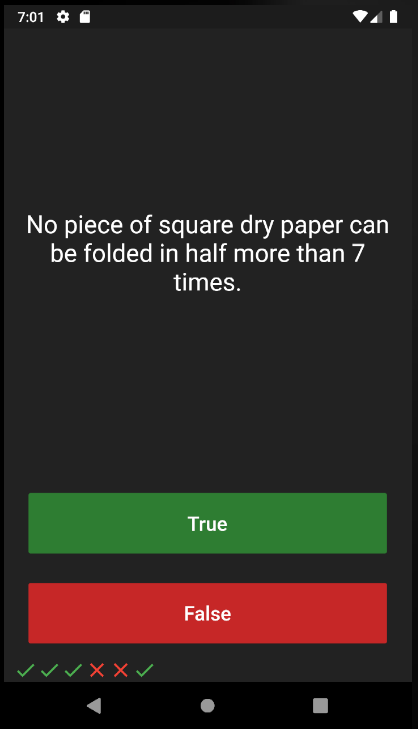 7:01
No piece of square dry paper can
be folded in half more than 7
times.
True
False